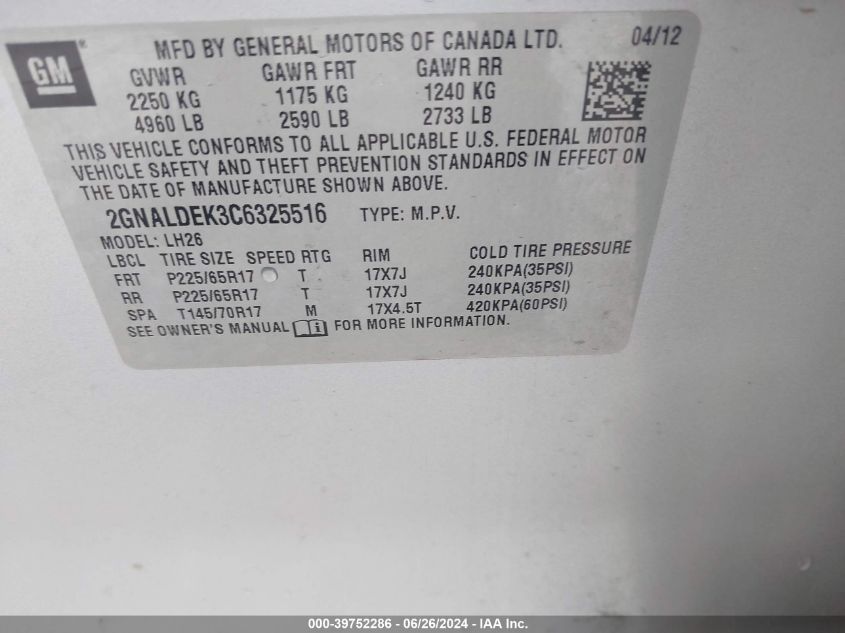 GM
MFD BY GENERAL MOTORS OF CANADA LTD. 04/12
GVWR GAWR FRT GAWR RR
2250 KG 1175 KG 1240 KG
4960 LB 2590 LB 2733 LB
THIS VEHICLE CONFORMS TO ALL APPLICABLE U.S. FEDERAL MOTOR
VEHICLE SAFETY AND THEFT PREVENTION STANDARDS IN EFFECT ON
THE DATE OF MANUFACTURE SHOWN ABOVE.
2GNALDEK3C6325516 TYPE: M.P.V.
MODEL: LH26
LBCL TIRE SIZE SPEED RTG RIM COLD TIRE PRESSURE
FRT P225/65R17 T 17X7J 240KPA(35PSI)
RR P225/65R17 T 17X7J 240KPA(35PSI)
SPA T145/70R17 M 17X4.5T 420KPA(60PSI)
SEE OWNER'S MANUAL FOR MORE INFORMATION.
000-39752286 - 06/26/2024 - IAA Inc.